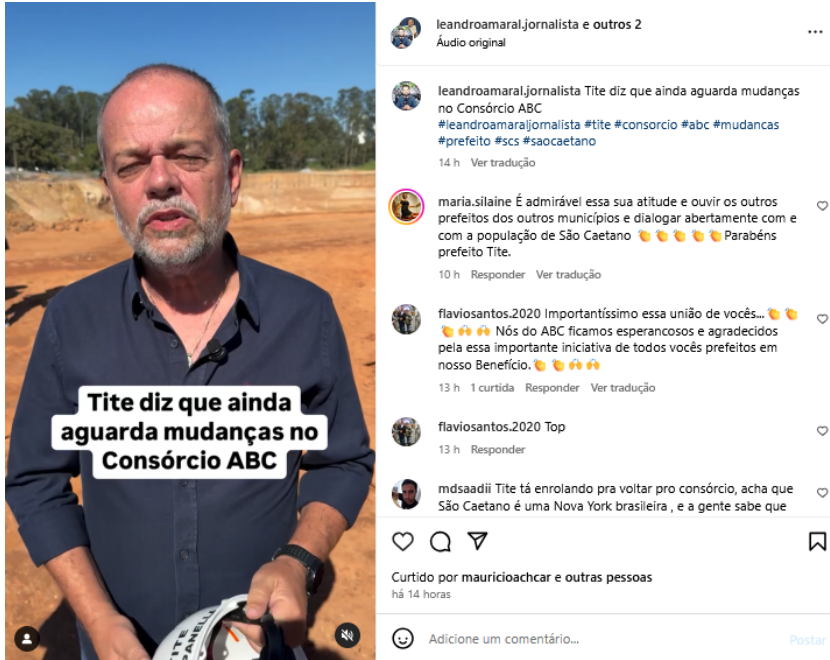 Tite diz que ainda
aguarda mudanças no
Consórcio ABC
TITE
leandroamaral.jornalista e outros 2
Áudio original
leandroamaral.jornalista Tite diz que ainda aguarda mudanças
no Consórcio ABC
#leandroamaraljornalista #tite #consorcio #abc #mudancas
#prefeito #scs #saocaetano
14 h Ver tradução
maria.silaine É admirável essa sua atitude e ouvir os outros
prefeitos dos outros municípios e dialogar abertamente com e
com a população de São Caetano 👏 👏 👏 👏 👏 Parabéns
prefeito Tite.
10 h Responder Ver tradução
flaviosantos.2020 Importantíssimo essa união de vocês... 👏 👏
👏 🙌 🙌 Nós do ABC ficamos esperancosos e agradecidos
pela essa importante iniciativa de todos vocês prefeitos em
nosso Benefício. 👏 👏 🙌 🙌
13 h 1 curtida Responder Ver tradução
flaviosantos.2020 Top
13 h Responder
mdsaadii Tite tá enrolando pra voltar pro consórcio, acha que
São Caetano é uma Nova York brasileira , e a gente sabe que
Curtido por mauricioachcar e outras pessoas
há 14 horas
Adicione um comentário...
Postar